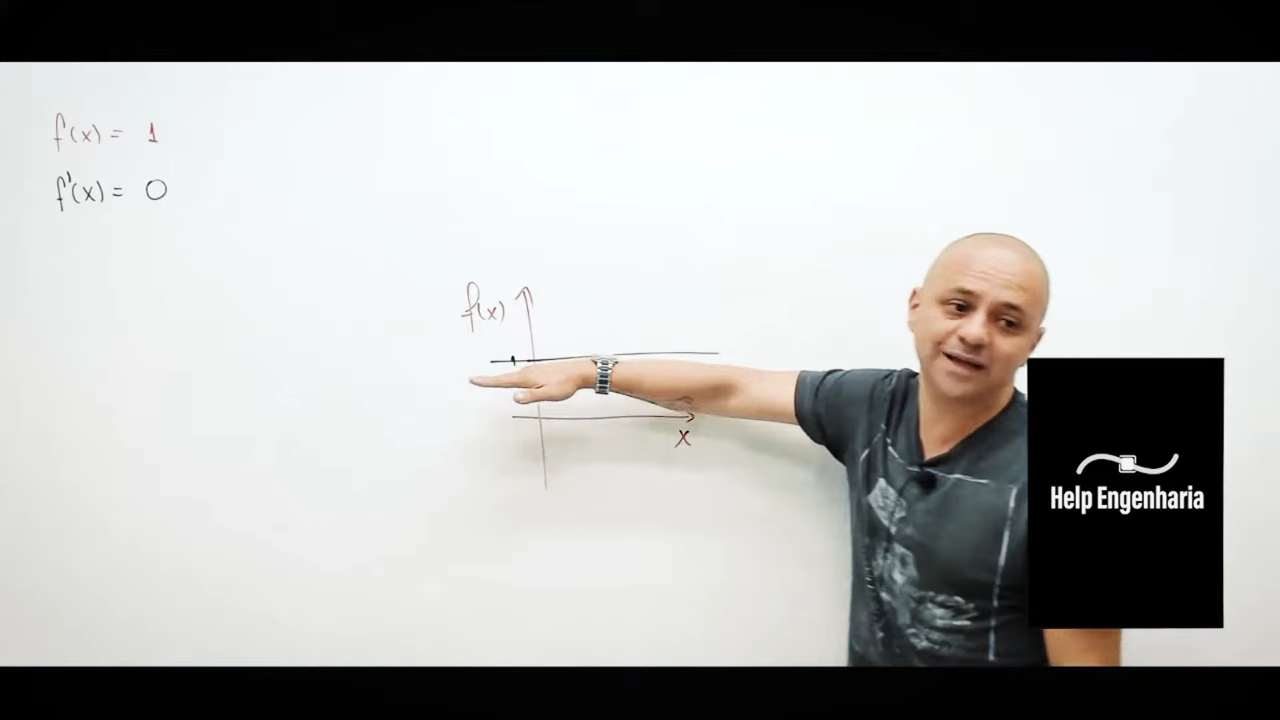 f(x) = 1
f'(x) = 0
f(x)
x
Help Engenharia